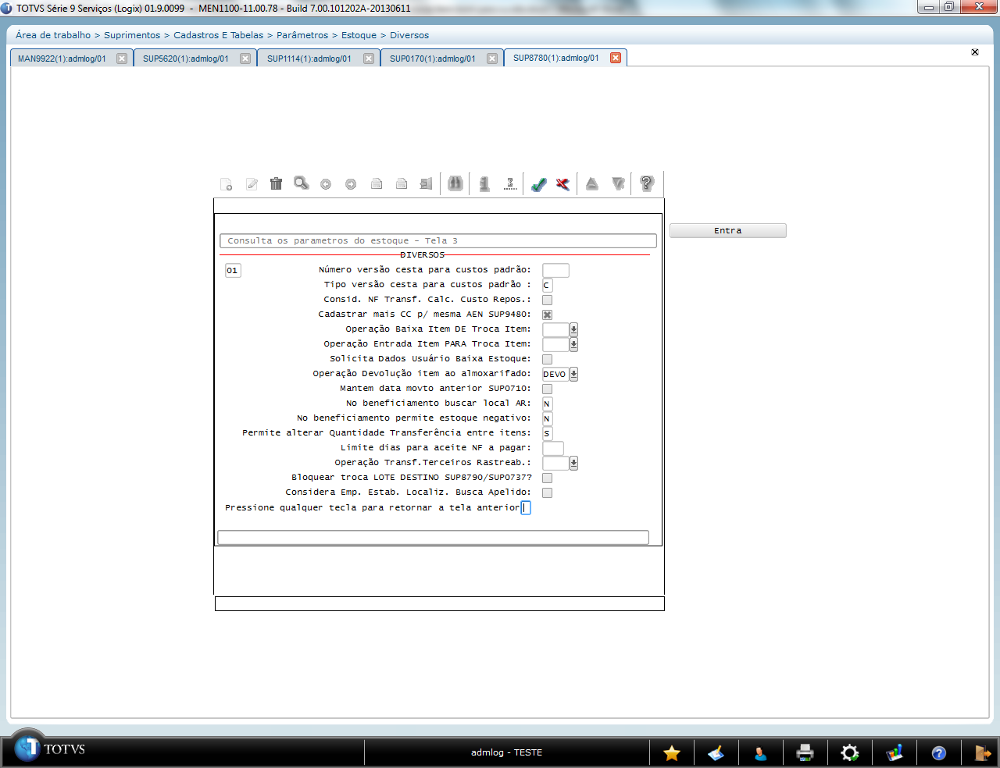 TOTVS Série 9 Serviços (Logix) 01.9.0099 - MEN1100-11.00.78 - Build 7.00.101202A-20130611
Área de trabalho > Suprimentos > Cadastros E Tabelas > Parâmetros > Estoque > Diversos
MAN9922(1):admlog/01 SUP5620(1):admlog/01 SUP1114(1):admlog/01 SUP0170(1):admlog/01 SUP8780(1):admlog/01
Entra
Consulta os parametros do estoque - Tela 3
DIVERSOS
01 Número versão cesta para custos padrão:
Tipo versão cesta para custos padrão : C
Consid. NF Transf. Calc. Custo Repos.:
Cadastrar mais CC p/ mesma AEN SUP9480:
Operação Baixa Item DE Troca Item:
Operação Entrada Item PARA Troca Item:
Solicita Dados Usuário Baixa Estoque:
Operação Devolução item ao almoxarifado: DEVO
Mantem data movto anterior SUP0710:
No beneficiamento buscar local AR: N
No beneficiamento permite estoque negativo: N
Permite alterar Quantidade Transferência entre itens: S
Limite dias para aceite NF a pagar:
Operação Transf.Terceiros Rastreab.:
Bloquear troca LOTE DESTINO SUP8790/SUP0737?
Considera Emp. Estab. Localiz. Busca Apelido:
Pressione qualquer tecla para retornar a tela anterior
TOTVS
admlog - TESTE